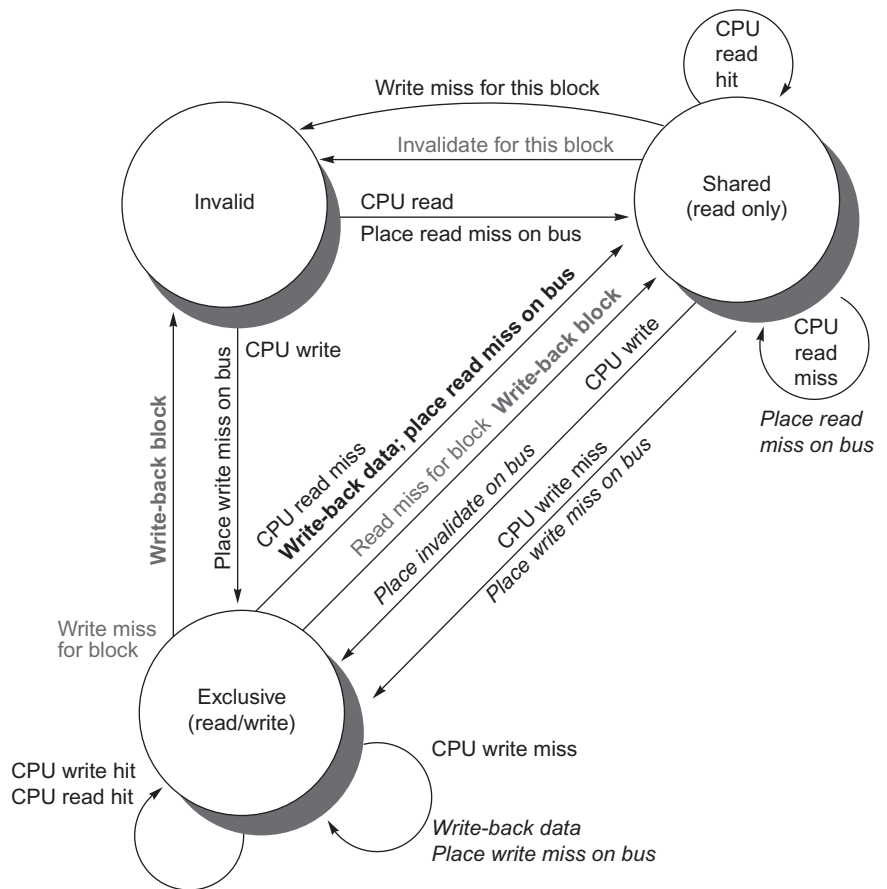 CPU
read
hit
Write miss for this block
Invalidate for this block
Invalid
Shared
(read only)
CPU read
Place read miss on bus
CPU write
Place write miss on bus
Write-back block
CPU read miss
Write-back data; place read miss on bus
Read miss for block Write-back block
CPU write
Place invalidate on bus
CPU write miss
Place write miss on bus
CPU
read
miss
Place read
miss on bus
Write miss
for block
Exclusive
(read/write)
CPU write hit
CPU read hit
CPU write miss
Write-back data
Place write miss on bus